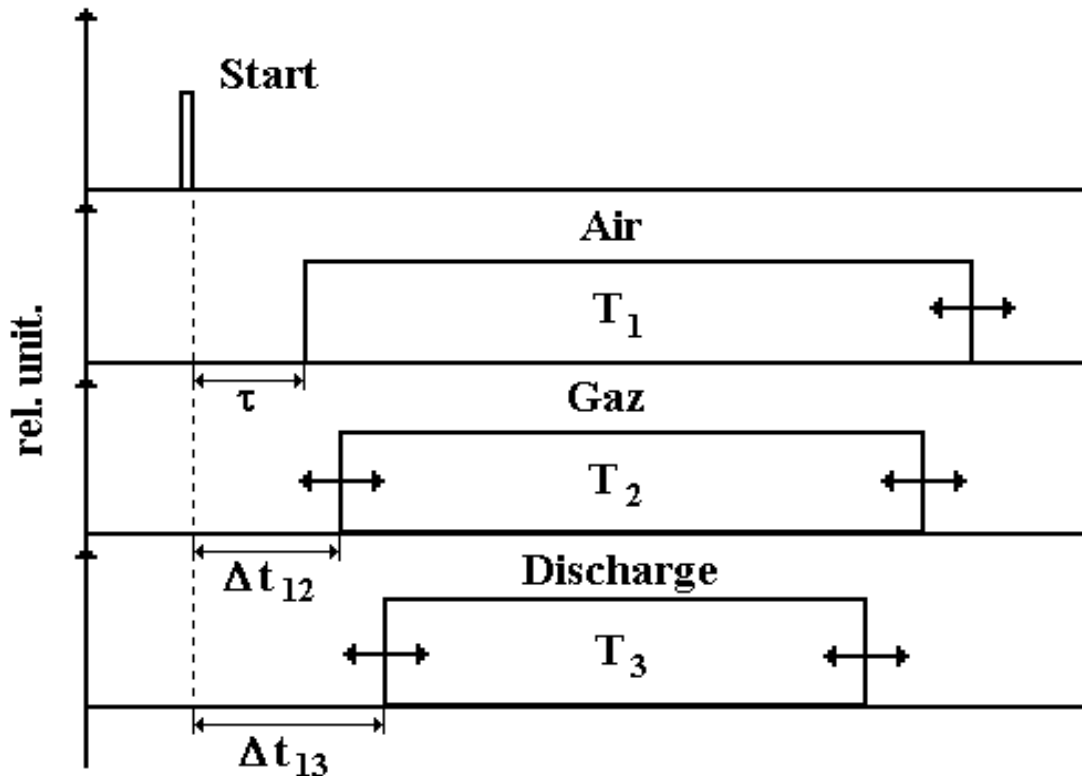 Start
Air
T1
τ
rel. unit.
Gaz
T2
Δt12
Discharge
T3
Δt13